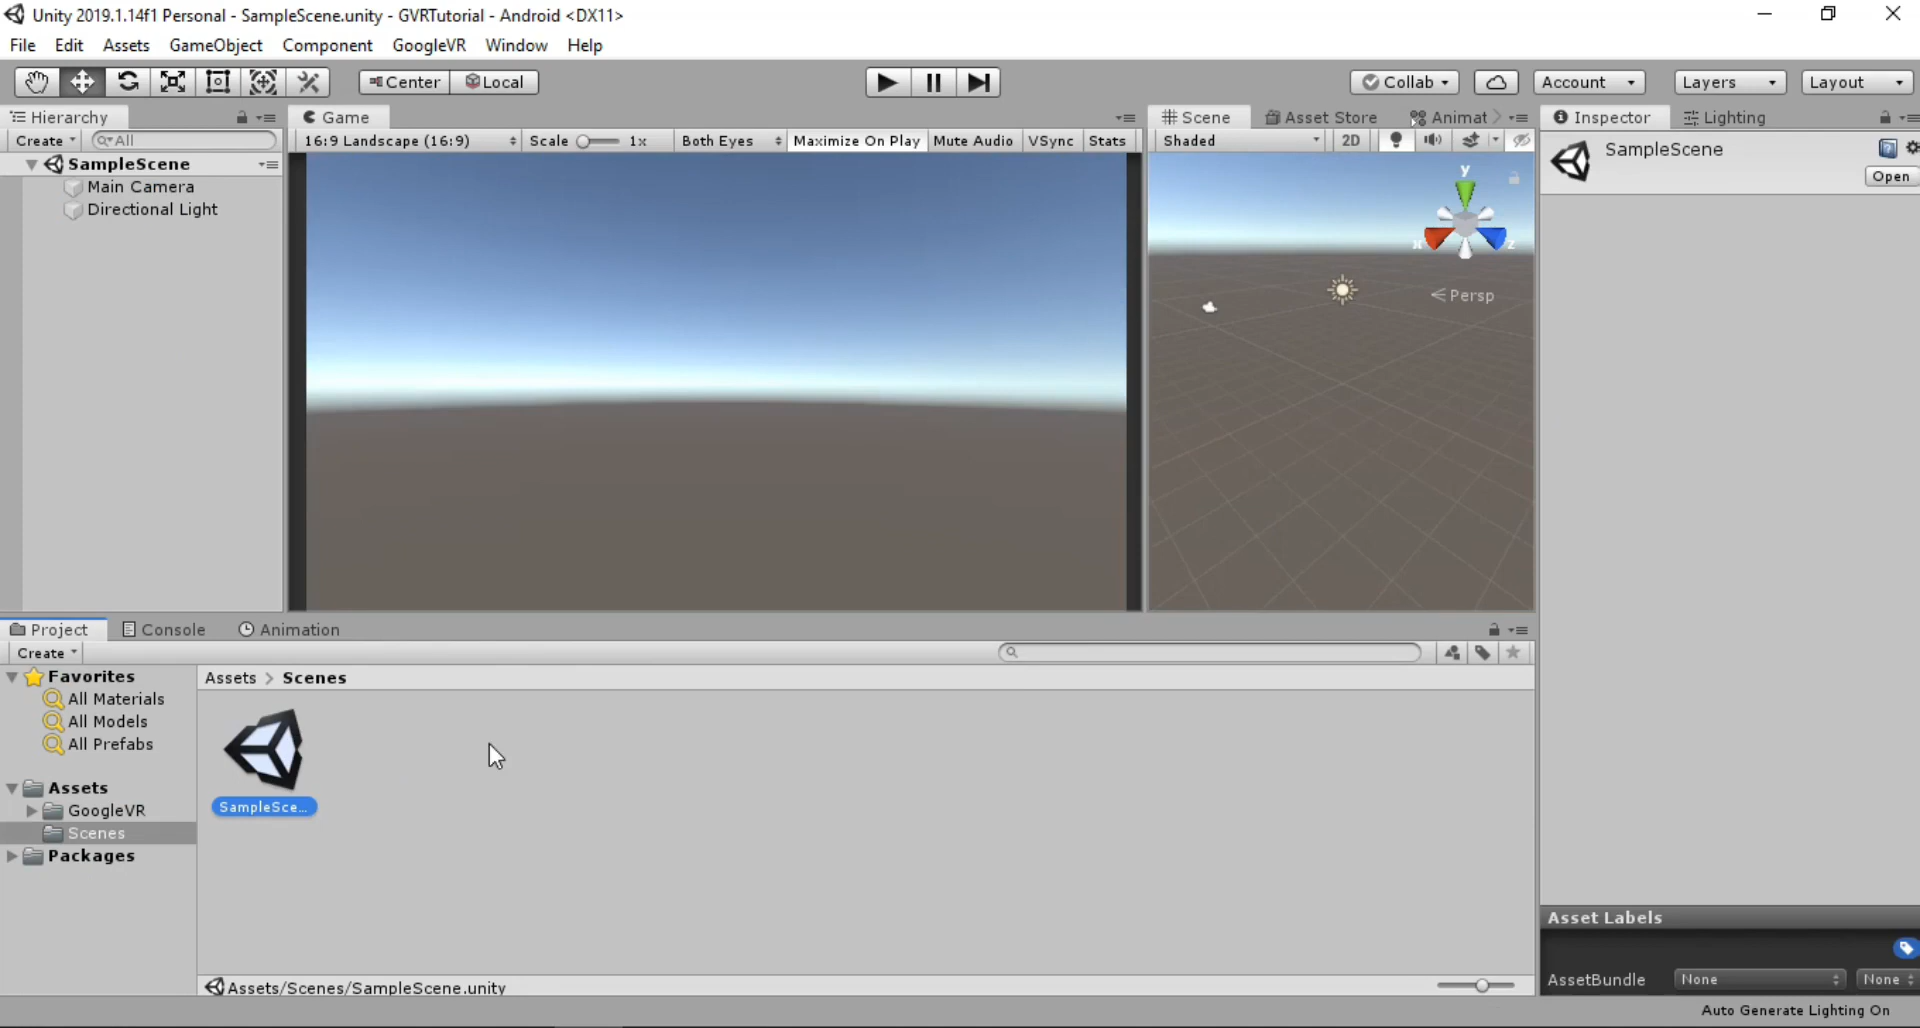 Unity 2019.1.14f1 Personal - SampleScene.unity - GVRTutorial - Android <DX11>
File Edit Assets GameObject Component GoogleVR Window Help
Center Local Collab Account Layers Layout
Hierarchy Game Scene Asset Store Animat Inspector Lighting
Create All 16:9 Landscape (16:9) Scale 1x Both Eyes Maximize On Play Mute Audio VSync Stats Shaded 2D
SampleScene
Main Camera
Directional Light
y
x z
Persp
SampleScene
Open
Project Console Animation
Create
Favorites
All Materials
All Models
All Prefabs
Assets
GoogleVR
Scenes
Packages
Assets > Scenes
SampleSce...
Assets/Scenes/SampleScene.unity
Asset Labels
AssetBundle None None
Auto Generate Lighting On